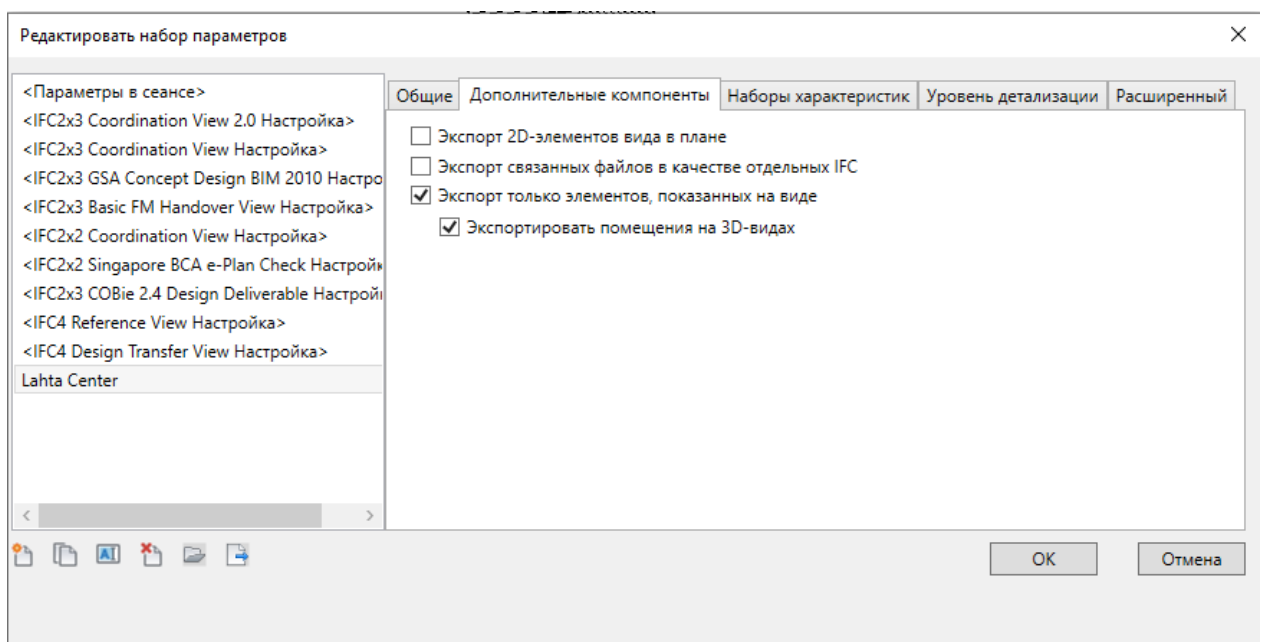 Редактировать набор параметров
<Параметры в сеансе>
<IFC2x3 Coordination View 2.0 Настройка>
<IFC2x3 Coordination View Настройка>
<IFC2x3 GSA Concept Design BIM 2010 Настро
<IFC2x3 Basic FM Handover View Настройка>
<IFC2x2 Coordination View Настройка>
<IFC2x2 Singapore BCA e-Plan Check Настройк
<IFC2x3 COBie 2.4 Design Deliverable Настрой
<IFC4 Reference View Настройка>
<IFC4 Design Transfer View Настройка>
Lahta Center
Общие Дополнительные компоненты Наборы характеристик Уровень детализации Расширенный
Экспорт 2D-элементов вида в плане
Экспорт связанных файлов в качестве отдельных IFC
Экспорт только элементов, показанных на виде
Экспортировать помещения на 3D-видах
OK Отмена